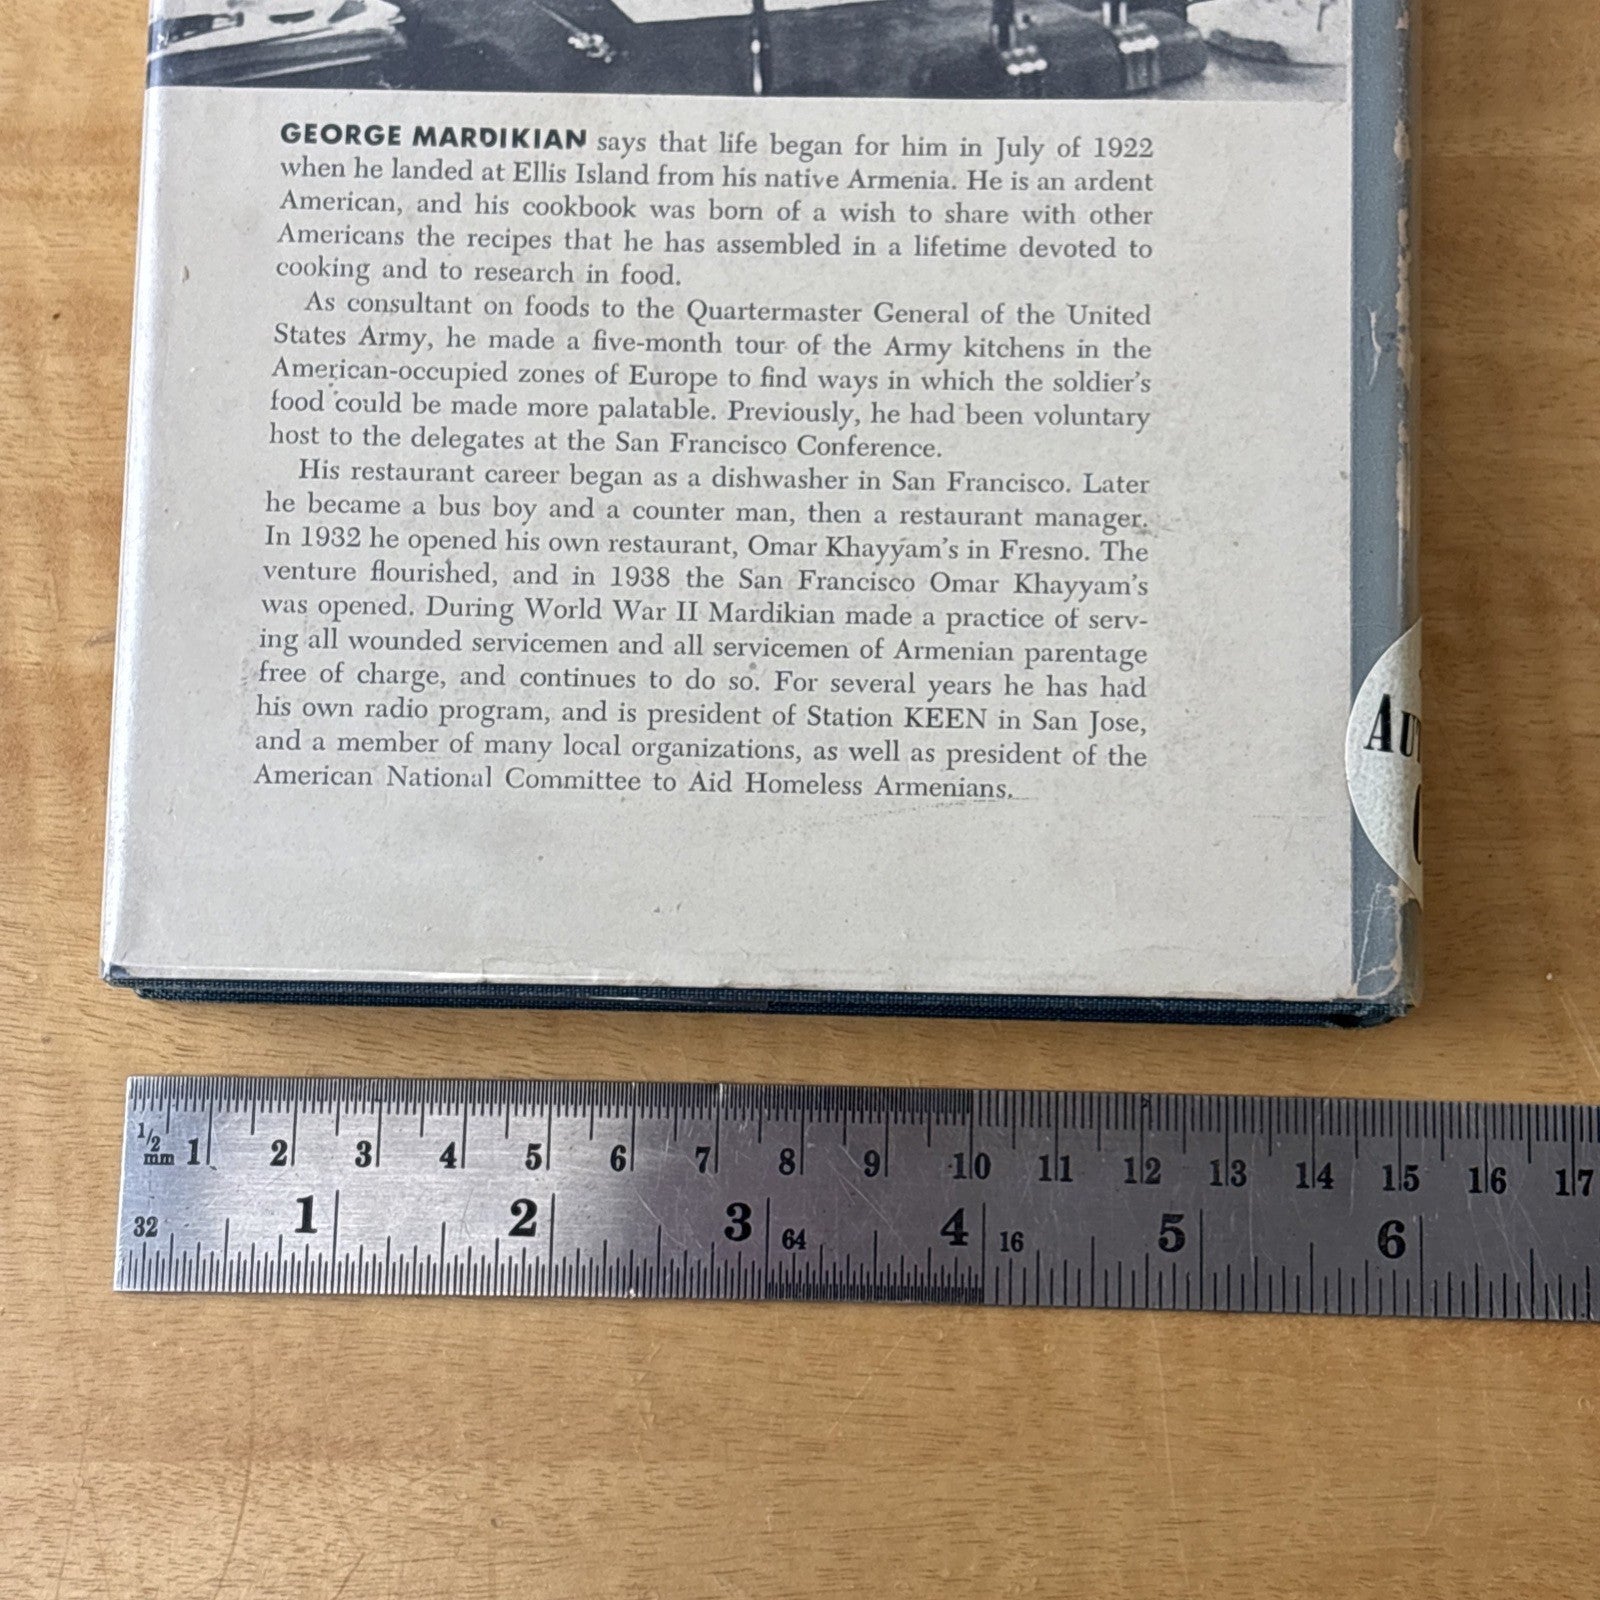 GEORGE MARDIKIAN says that life began for him in July of 1922
when he landed at Ellis Island from his native Armenia. He is an ardent
American, and his cookbook was born of a wish to share with other
Americans the recipes that he has assembled in a lifetime devoted to
cooking and to research in food.
As consultant on foods to the Quartermaster General of the United
States Army, he made a five-month tour of the Army kitchens in the
American-occupied zones of Europe to find ways in which the soldier's
food could be made more palatable. Previously, he had been voluntary
host to the delegates at the San Francisco Conference.
His restaurant career began as a dishwasher in San Francisco. Later
he became a bus boy and a counter man, then a restaurant manager.
In 1932 he opened his own restaurant, Omar Khayyam's in Fresno. The
venture flourished, and in 1938 the San Francisco Omar Khayyam's
was opened. During World War II Mardikian made a practice of serv-
ing all wounded servicemen and all servicemen of Armenian parentage
free of charge, and continues to do so. For several years he has had
his own radio program, and is president of Station KEEN in San Jose,
and a member of many local organizations, as well as president of the
American National Committee to Aid Homeless Armenians.
1/2 mm 1 2 3 4 5 6 7 8 9 10 11 12 13 14 15 16 17
32 1 2 3 64 4 16 5 6